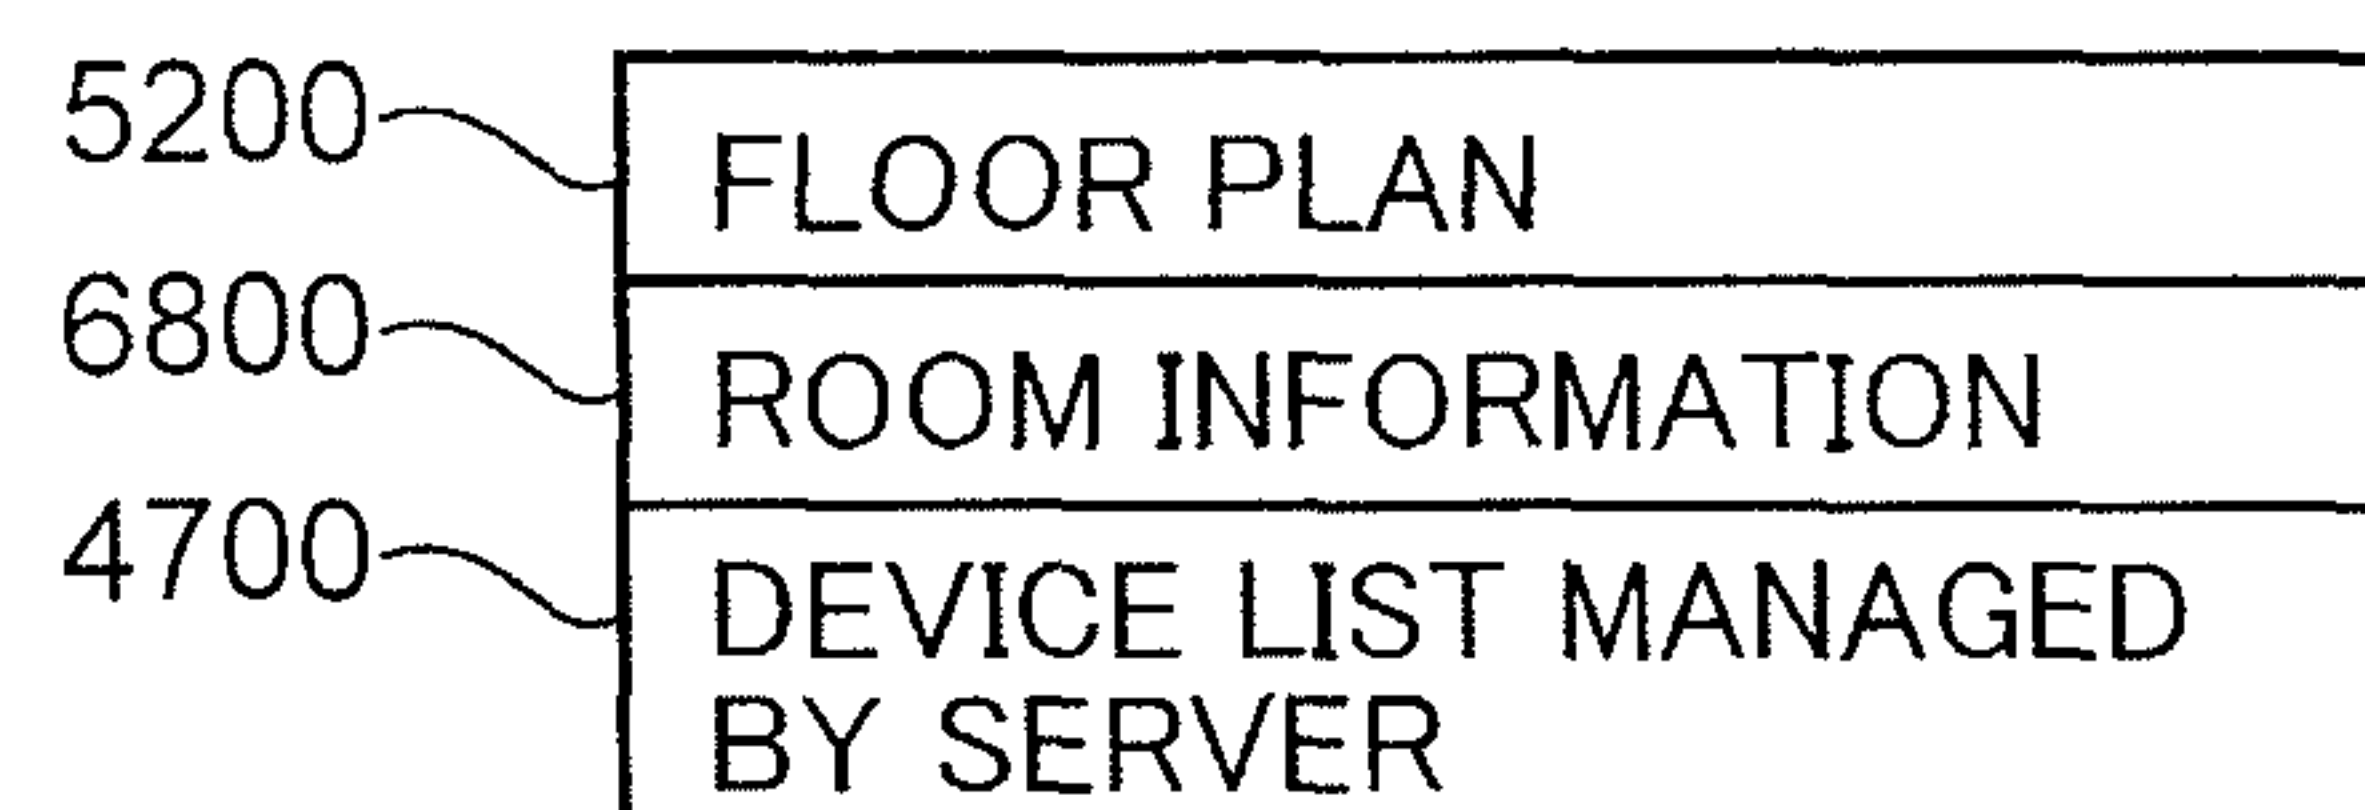 5200 FLOOR PLAN
6800 ROOM INFORMATION
4700 DEVICE LIST MANAGED
BY SERVER